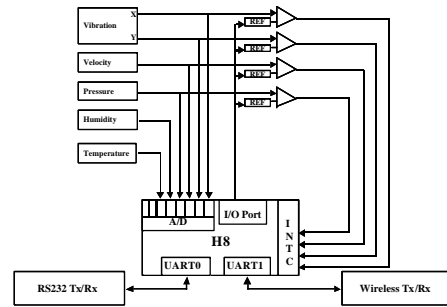 Vibration
X
Y
REF
REF
Velocity
REF
Pressure
REF
Humidity
Temperature
A/D
I/O Port
I
N
T
C
H8
UART0
UART1
RS232 Tx/Rx
Wireless Tx/Rx